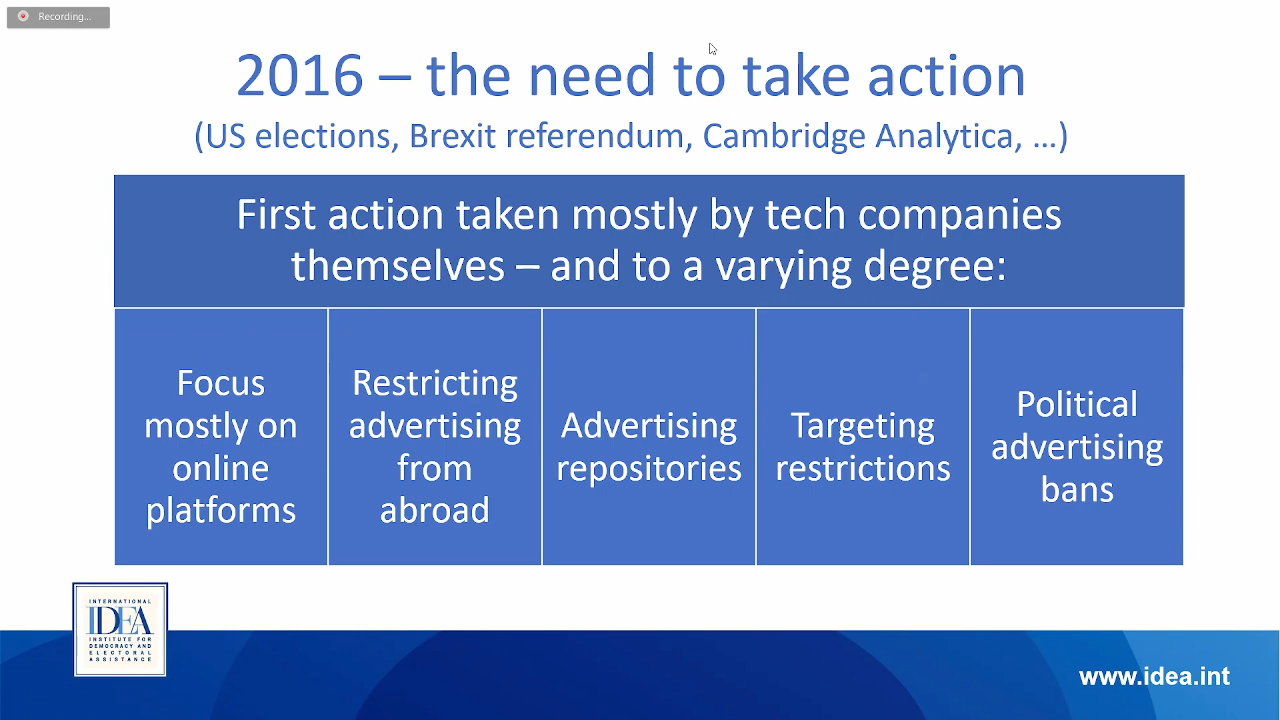 Recording...
2016 – the need to take action
(US elections, Brexit referendum, Cambridge Analytica, ...)
First action taken mostly by tech companies
themselves – and to a varying degree:
Focus
mostly on
online
platforms
Restricting
advertising
from
abroad
Advertising
repositories
Targeting
restrictions
Political
advertising
bans
INTERNATIONAL
IDEA
INSTITUTE FOR
DEMOCRACY AND
ELECTORAL
ASSISTANCE
www.idea.int